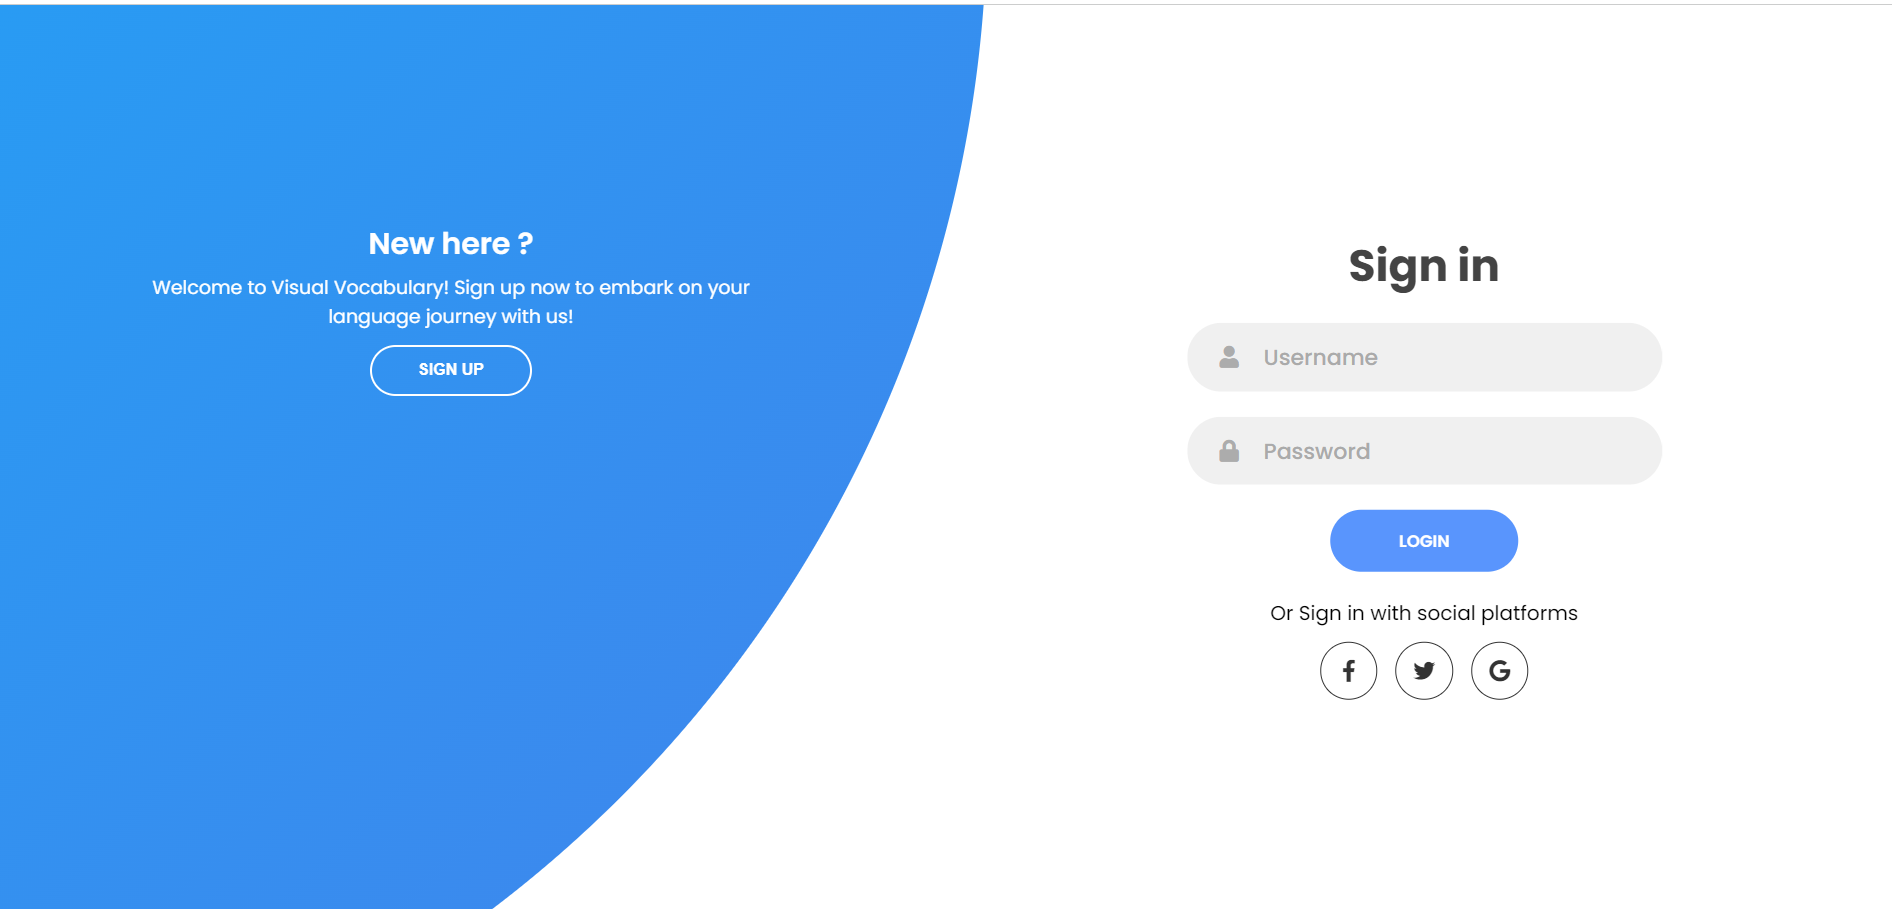 New here ?
Welcome to Visual Vocabulary! Sign up now to embark on your
language journey with us!
SIGN UP
Sign in
Username
Password
LOGIN
Or Sign in with social platforms